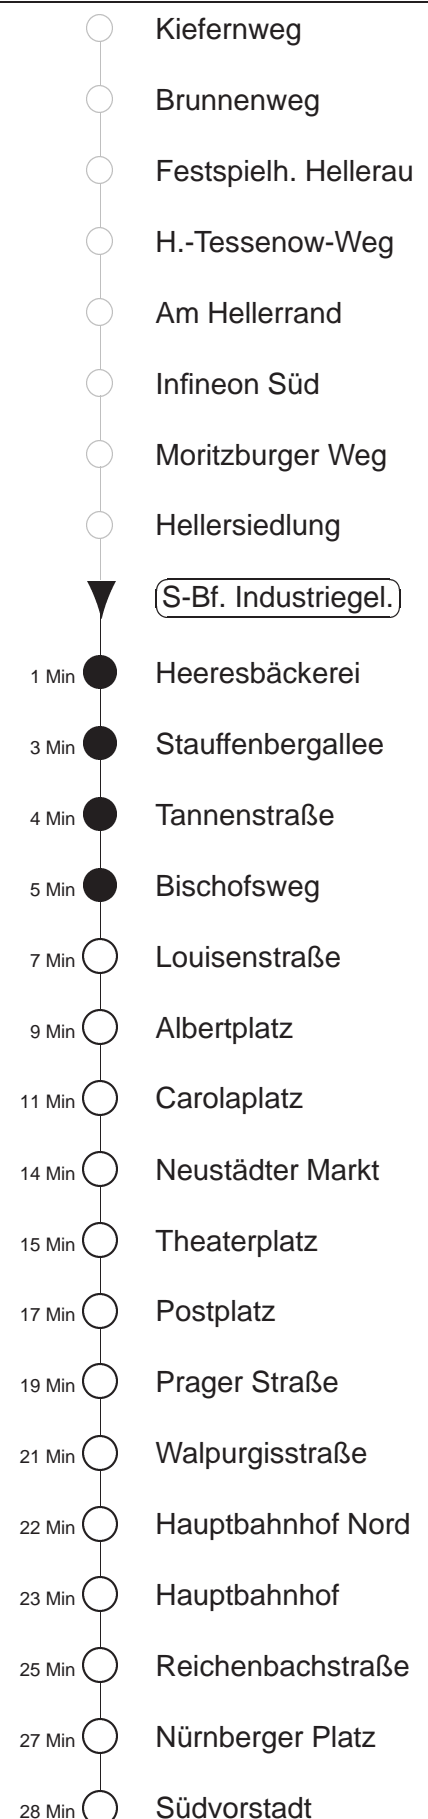 Kiefernweg
Brunnenweg
Festspielh. Hellerau
H.-Tessenow-Weg
Am Hellerrand
Infineon Süd
Moritzburger Weg
Hellersiedlung
S-Bf. Industriegel.
1 Min Heeresbäckerei
3 Min Stauffenbergallee
4 Min Tannenstraße
5 Min Bischofsweg
7 Min Louisenstraße
9 Min Albertplatz
11 Min Carolaplatz
14 Min Neustädter Markt
15 Min Theaterplatz
17 Min Postplatz
19 Min Prager Straße
21 Min Walpurgisstraße
22 Min Hauptbahnhof Nord
23 Min Hauptbahnhof
25 Min Reichenbachstraße
27 Min Nürnberger Platz
28 Min Südvorstadt